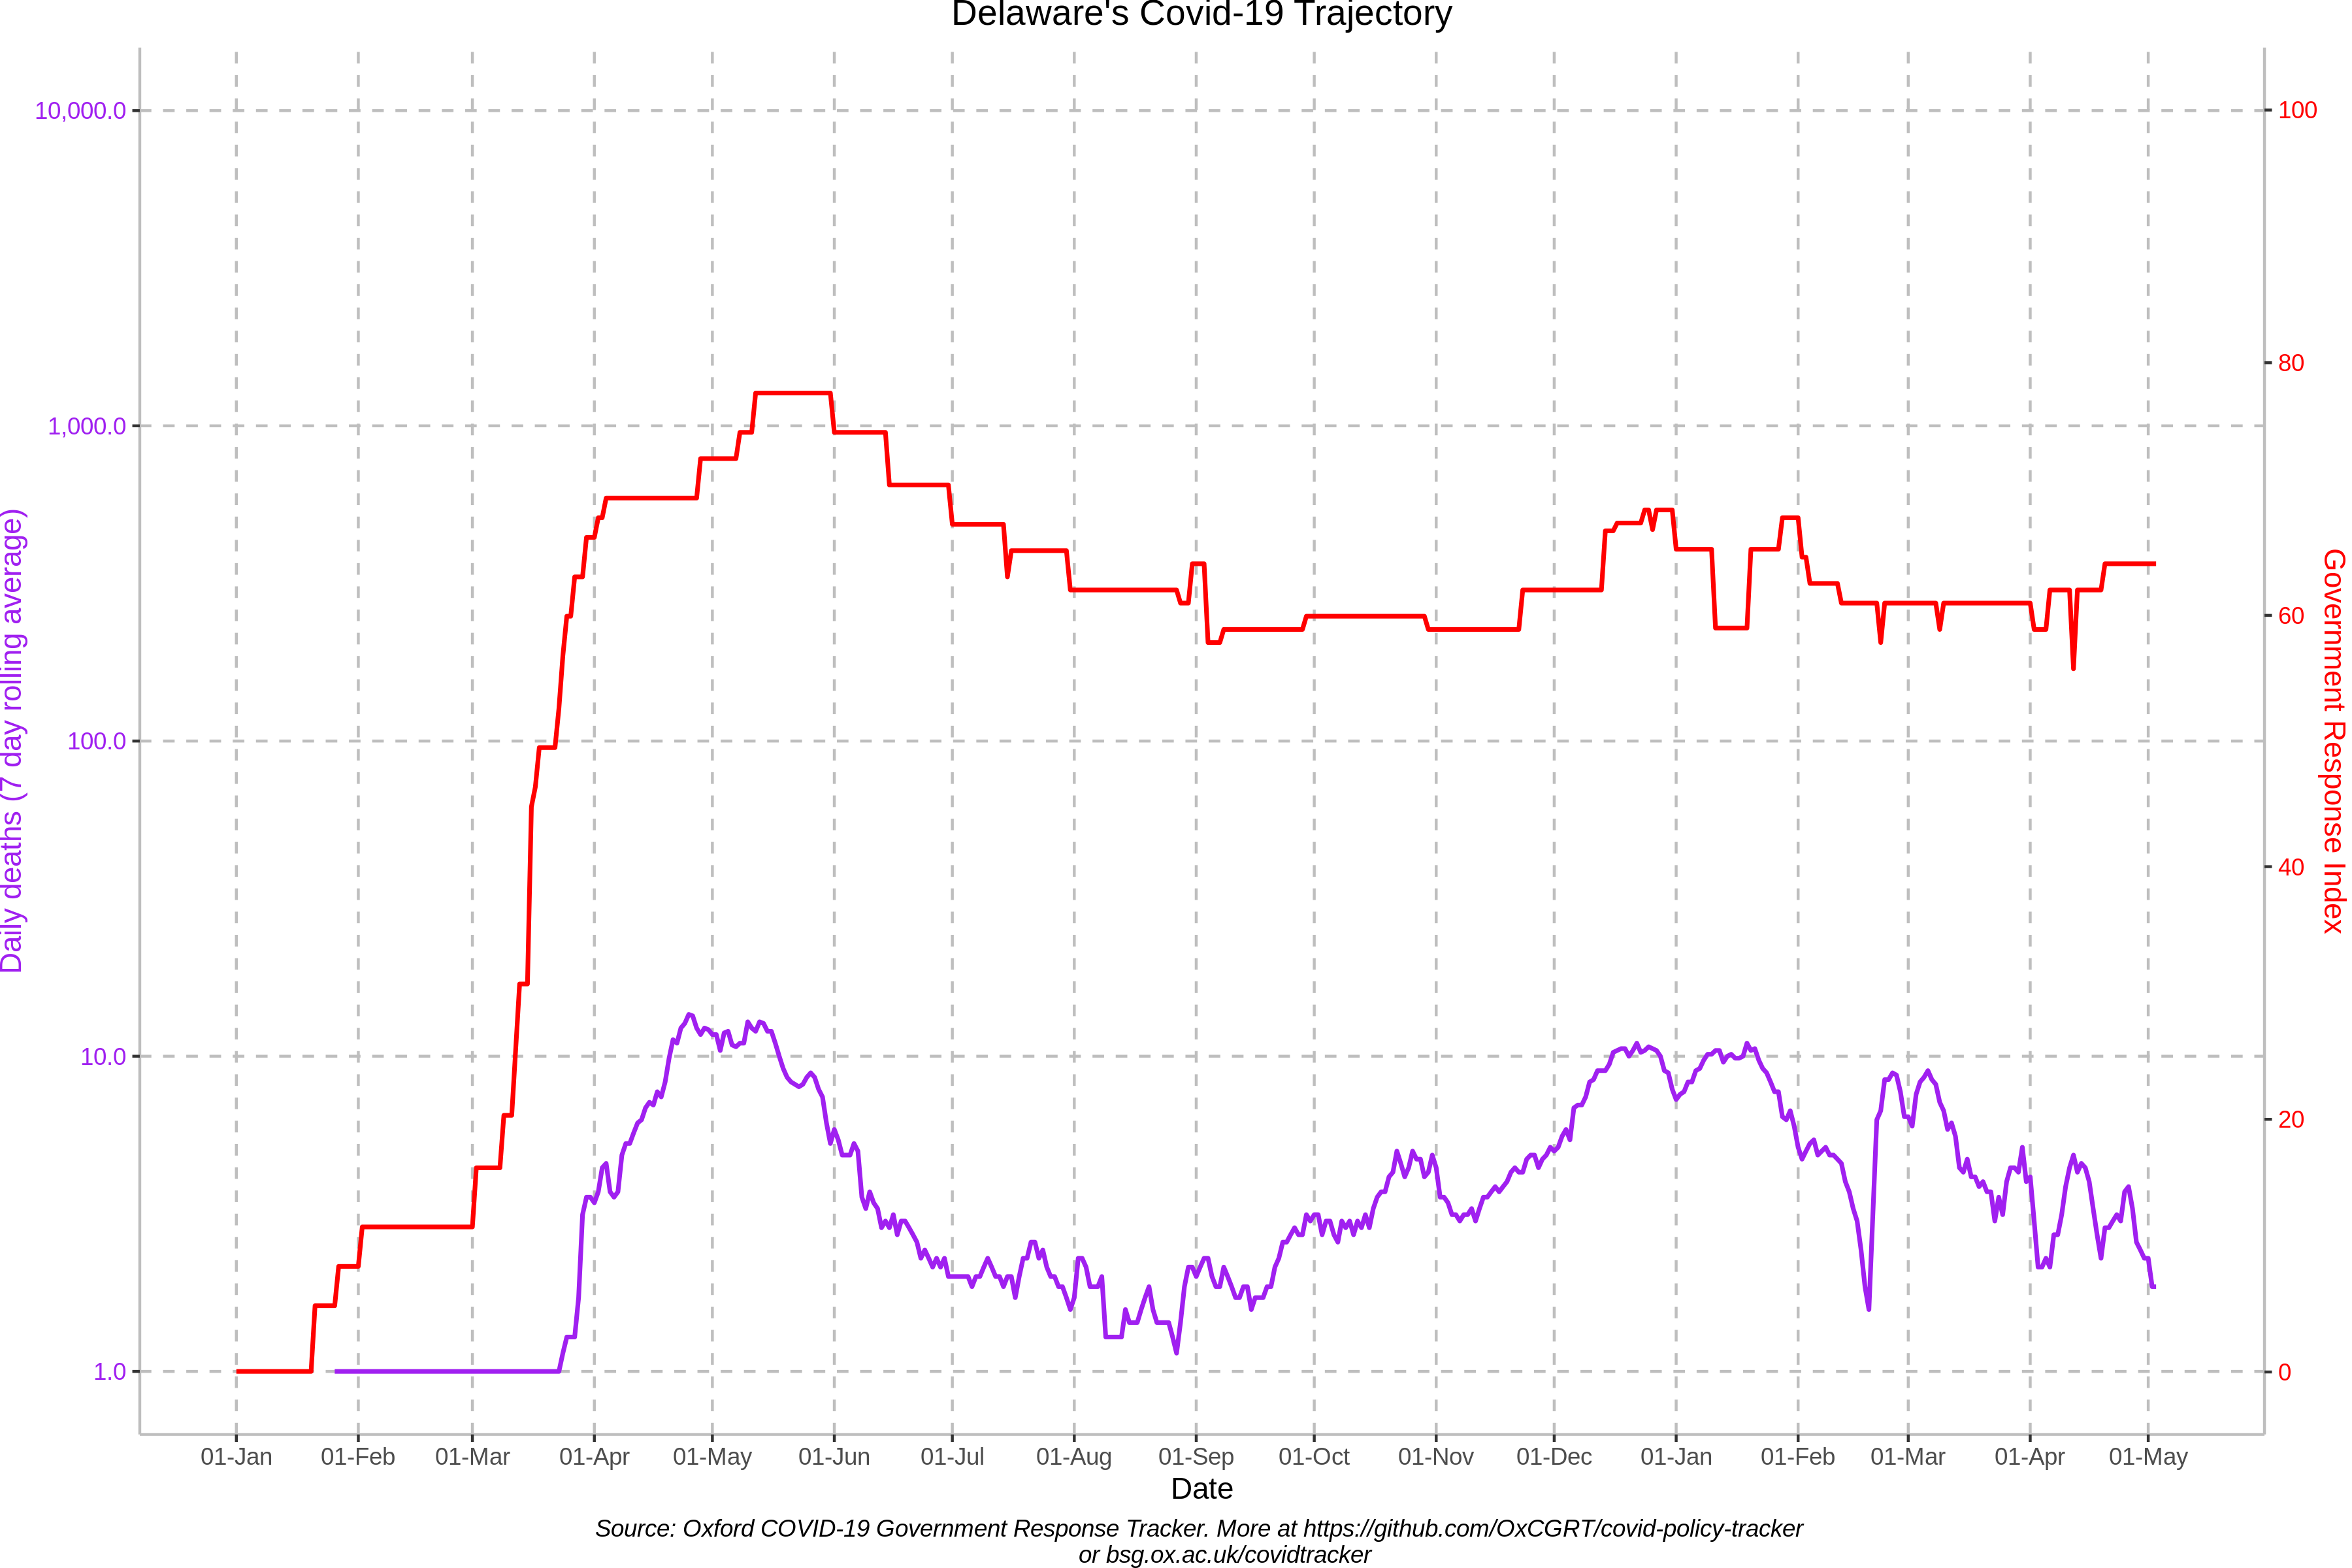 Delaware's Covid-19 Trajectory
10,000.0
1,000.0
100.0
10.0
1.0
Daily deaths (7 day rolling average)
100
80
60
40
20
0
Government Response Index
01-Jan 01-Feb 01-Mar 01-Apr 01-May 01-Jun 01-Jul 01-Aug 01-Sep 01-Oct 01-Nov 01-Dec 01-Jan 01-Feb 01-Mar 01-Apr 01-May
Date
Source: Oxford COVID-19 Government Response Tracker. More at https://github.com/OxCGRT/covid-policy-tracker
or bsg.ox.ac.uk/covidtracker